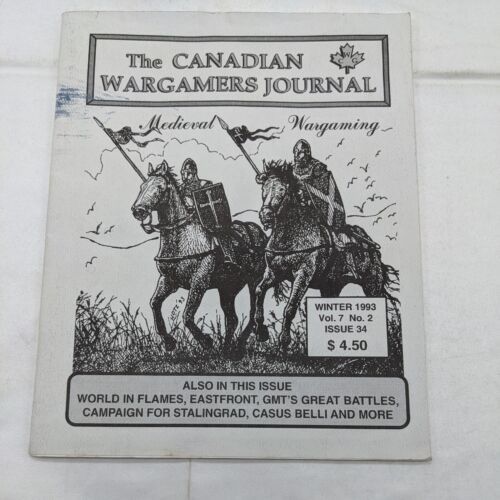 The CANADIAN
WARGAMERS JOURNAL
Medieval Wargaming
WINTER 1993
Vol. 7 No. 2
ISSUE 34
$ 4.50
ALSO IN THIS ISSUE
WORLD IN FLAMES, EASTFRONT, GMT'S GREAT BATTLES,
CAMPAIGN FOR STALINGRAD, CASUS BELLI AND MORE